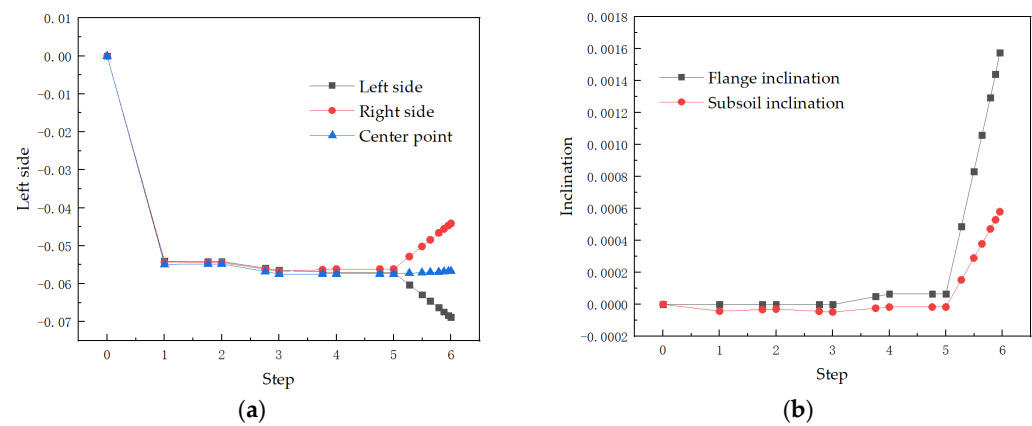 0.01
0.00
-0.01
-0.02
-0.03
-0.04
-0.05
-0.06
-0.07
Left side
Left side
Right side
Center point
0 1 2 3 4 5 6
Step
(a)
0.0018
0.0016
0.0014
0.0012
0.0010
0.0008
0.0006
0.0004
0.0002
0.0000
-0.0002
Inclination
Flange inclination
Subsoil inclination
0 1 2 3 4 5 6
Step
(b)